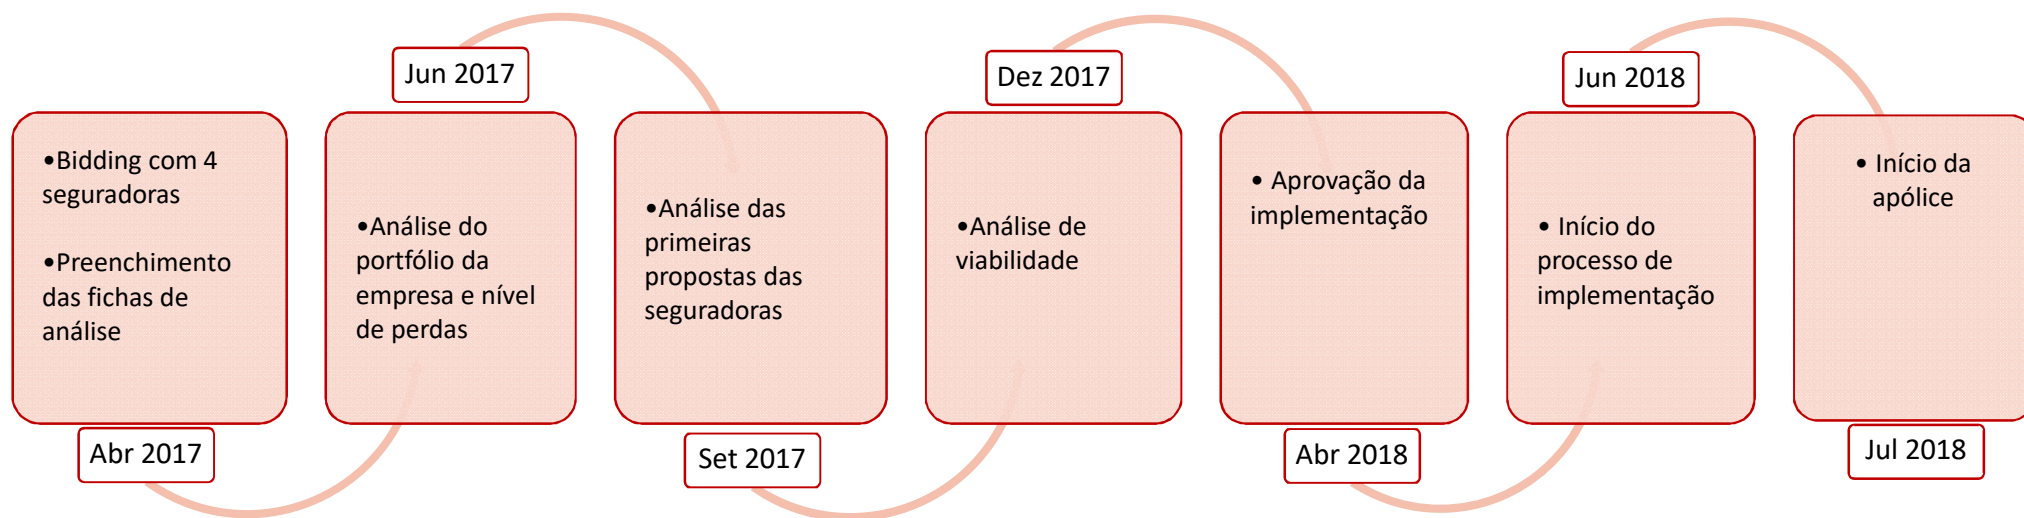 •Bidding com 4
seguradoras
•Preenchimento
das fichas de
análise
Abr 2017
Jun 2017
•Análise do
portfólio da
empresa e nível
de perdas
•Análise das
primeiras
propostas das
seguradoras
Set 2017
Dez 2017
•Análise de
viabilidade
• Aprovação da
implementação
Abr 2018
Jun 2018
• Início do
processo de
implementação
• Início da
apólice
Jul 2018